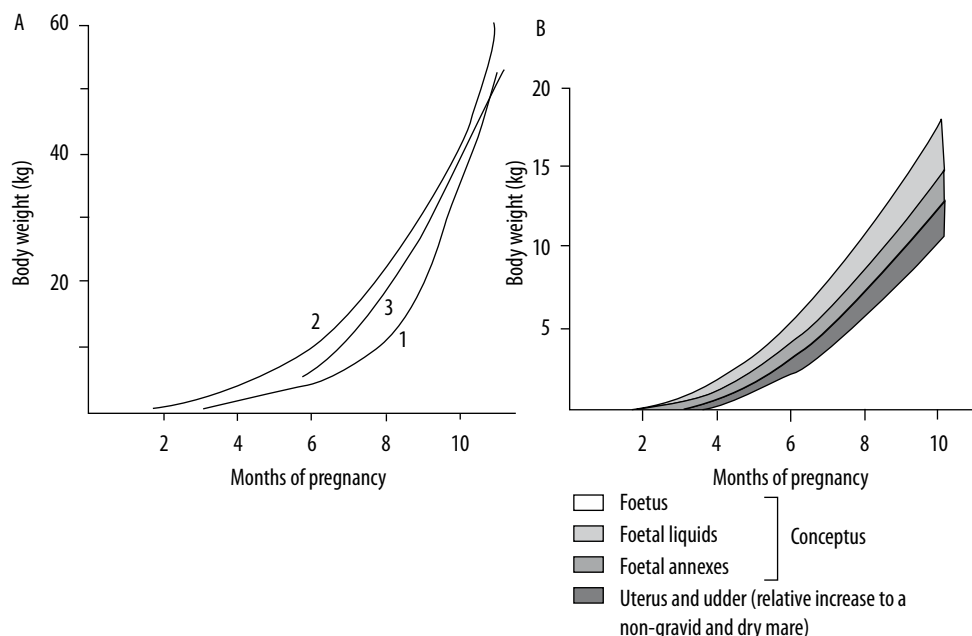 A
60
40
20
Body weight (kg)
2
3
1
2 4 6 8 10
Months of pregnancy
B
20
15
10
5
Body weight (kg)
2 4 6 8 10
Months of pregnancy
Foetus
Foetal liquids
Foetal annexes
Conceptus
Uterus and udder (relative increase to a
non-gravid and dry mare)